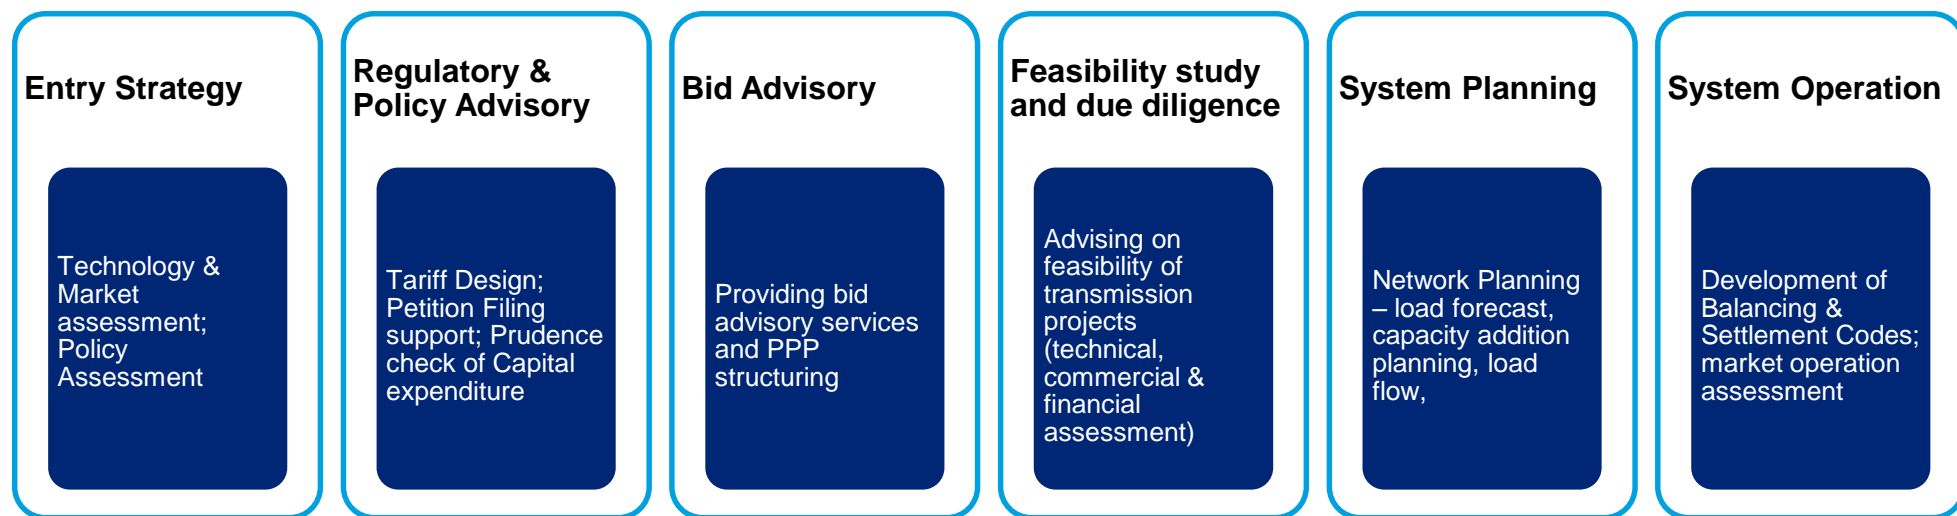 Entry Strategy
Technology &
Market
assessment;
Policy
Assessment
Regulatory &
Policy Advisory
Tariff Design;
Petition Filing
support; Prudence
check of Capital
expenditure
Bid Advisory
Providing bid
advisory services
and PPP
structuring
Feasibility study
and due diligence
Advising on
feasibility of
transmission
projects
(technical,
commercial &
financial
assessment)
System Planning
Network Planning
– load forecast,
capacity addition
planning, load
flow,
System Operation
Development of
Balancing &
Settlement Codes;
market operation
assessment